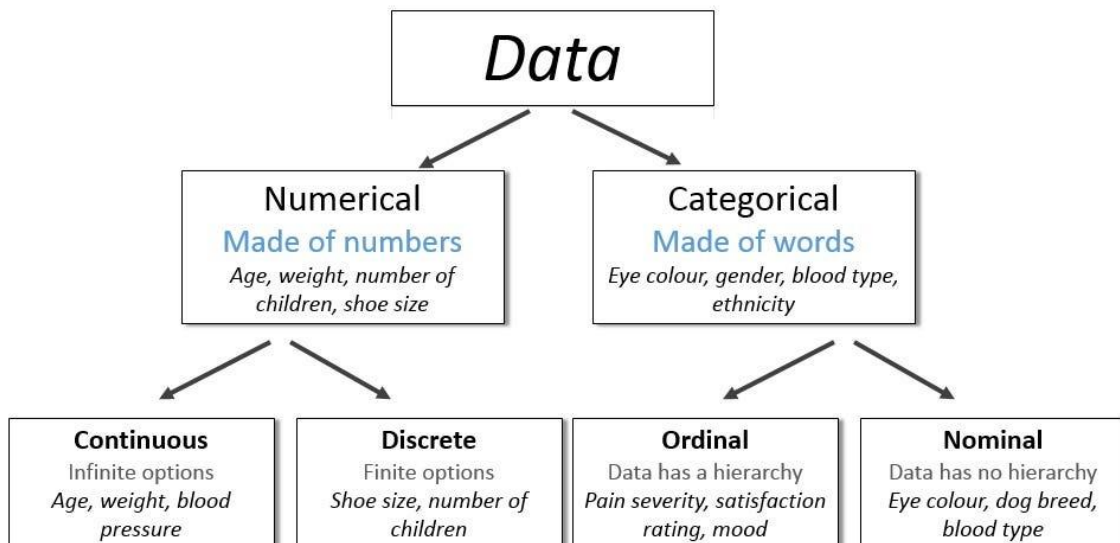 Data
Numerical
Made of numbers
Age, weight, number of
children, shoe size
Categorical
Made of words
Eye colour, gender, blood type,
ethnicity
Continuous
Infinite options
Age, weight, blood
pressure
Discrete
Finite options
Shoe size, number of
children
Ordinal
Data has a hierarchy
Pain severity, satisfaction
rating, mood
Nominal
Data has no hierarchy
Eye colour, dog breed,
blood type